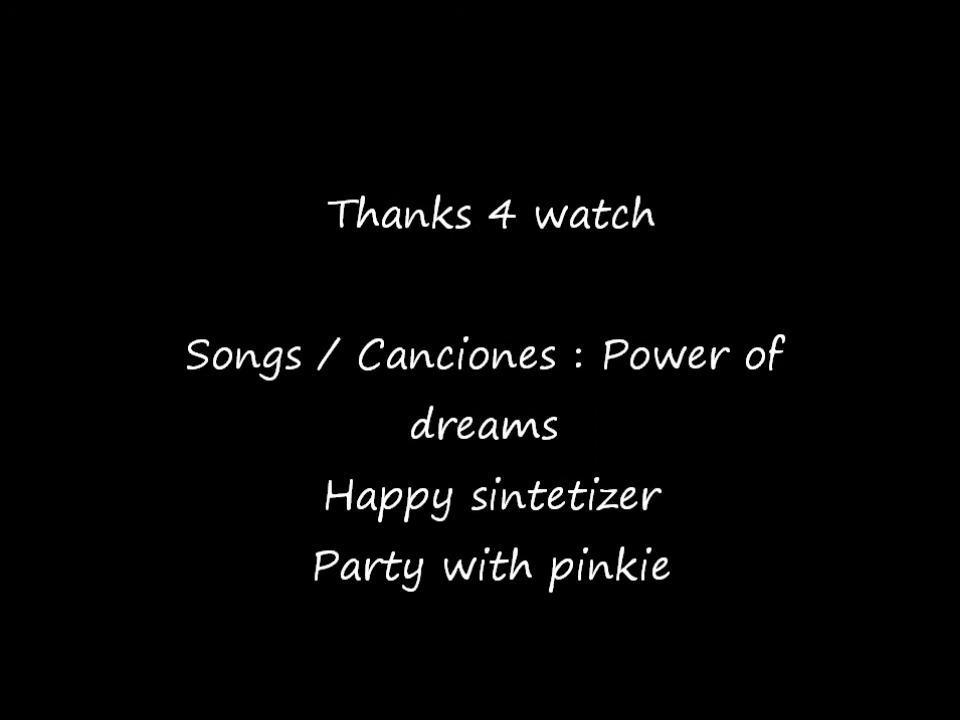 Thanks 4 watch
Songs / Canciones : Power of
dreams
Happy sintetizer
Party with pinkie